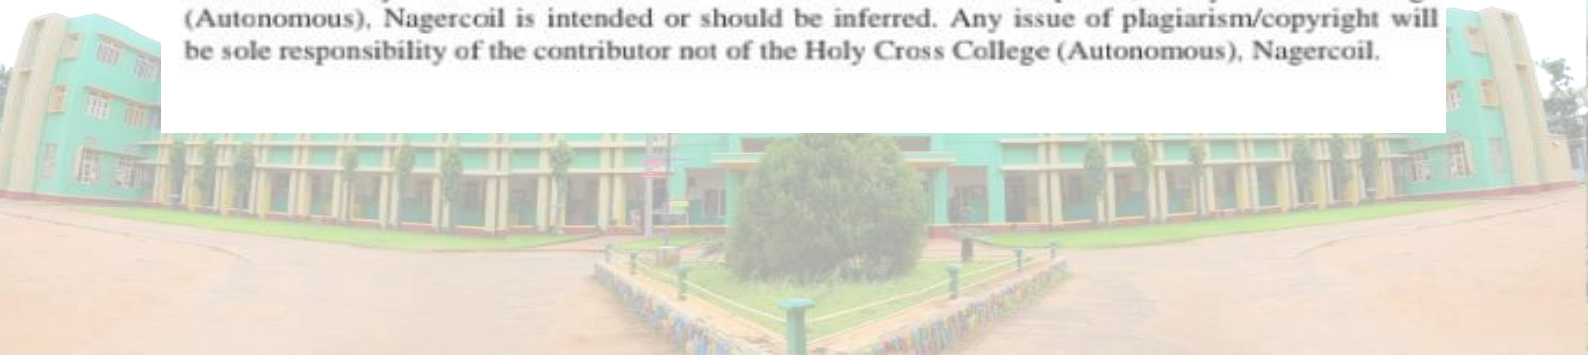 (Autonomous), Nagercoil is intended or should be inferred. Any issue of plagiarism/copyright will
be sole responsibility of the contributor not of the Holy Cross College (Autonomous), Nagercoil.